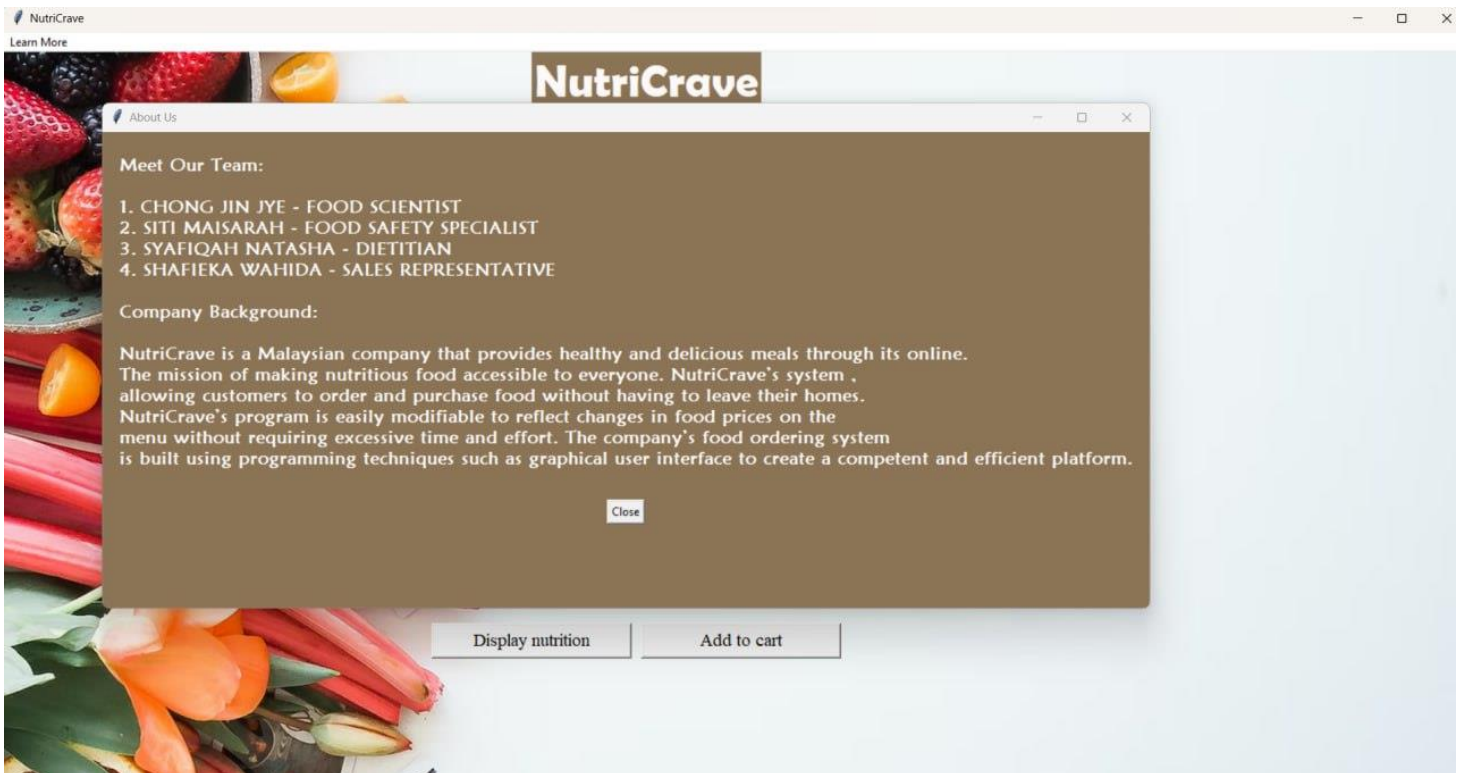 NutriCrave
Learn More
NutriCrave
About Us
Meet Our Team:
1. CHONG JIN JYE - FOOD SCIENTIST
2. SITI MAISARAH - FOOD SAFETY SPECIALIST
3. SYAFIQAH NATASHA - DIETITIAN
4. SHAFIEKA WAHIDA - SALES REPRESENTATIVE
Company Background:
NutriCrave is a Malaysian company that provides healthy and delicious meals through its online.
The mission of making nutritious food accessible to everyone. NutriCrave's system ,
allowing customers to order and purchase food without having to leave their homes.
NutriCrave's program is easily modifiable to reflect changes in food prices on the
menu without requiring excessive time and effort. The company's food ordering system
is built using programming techniques such as graphical user interface to create a competent and efficient platform.
Close
Display nutrition
Add to cart